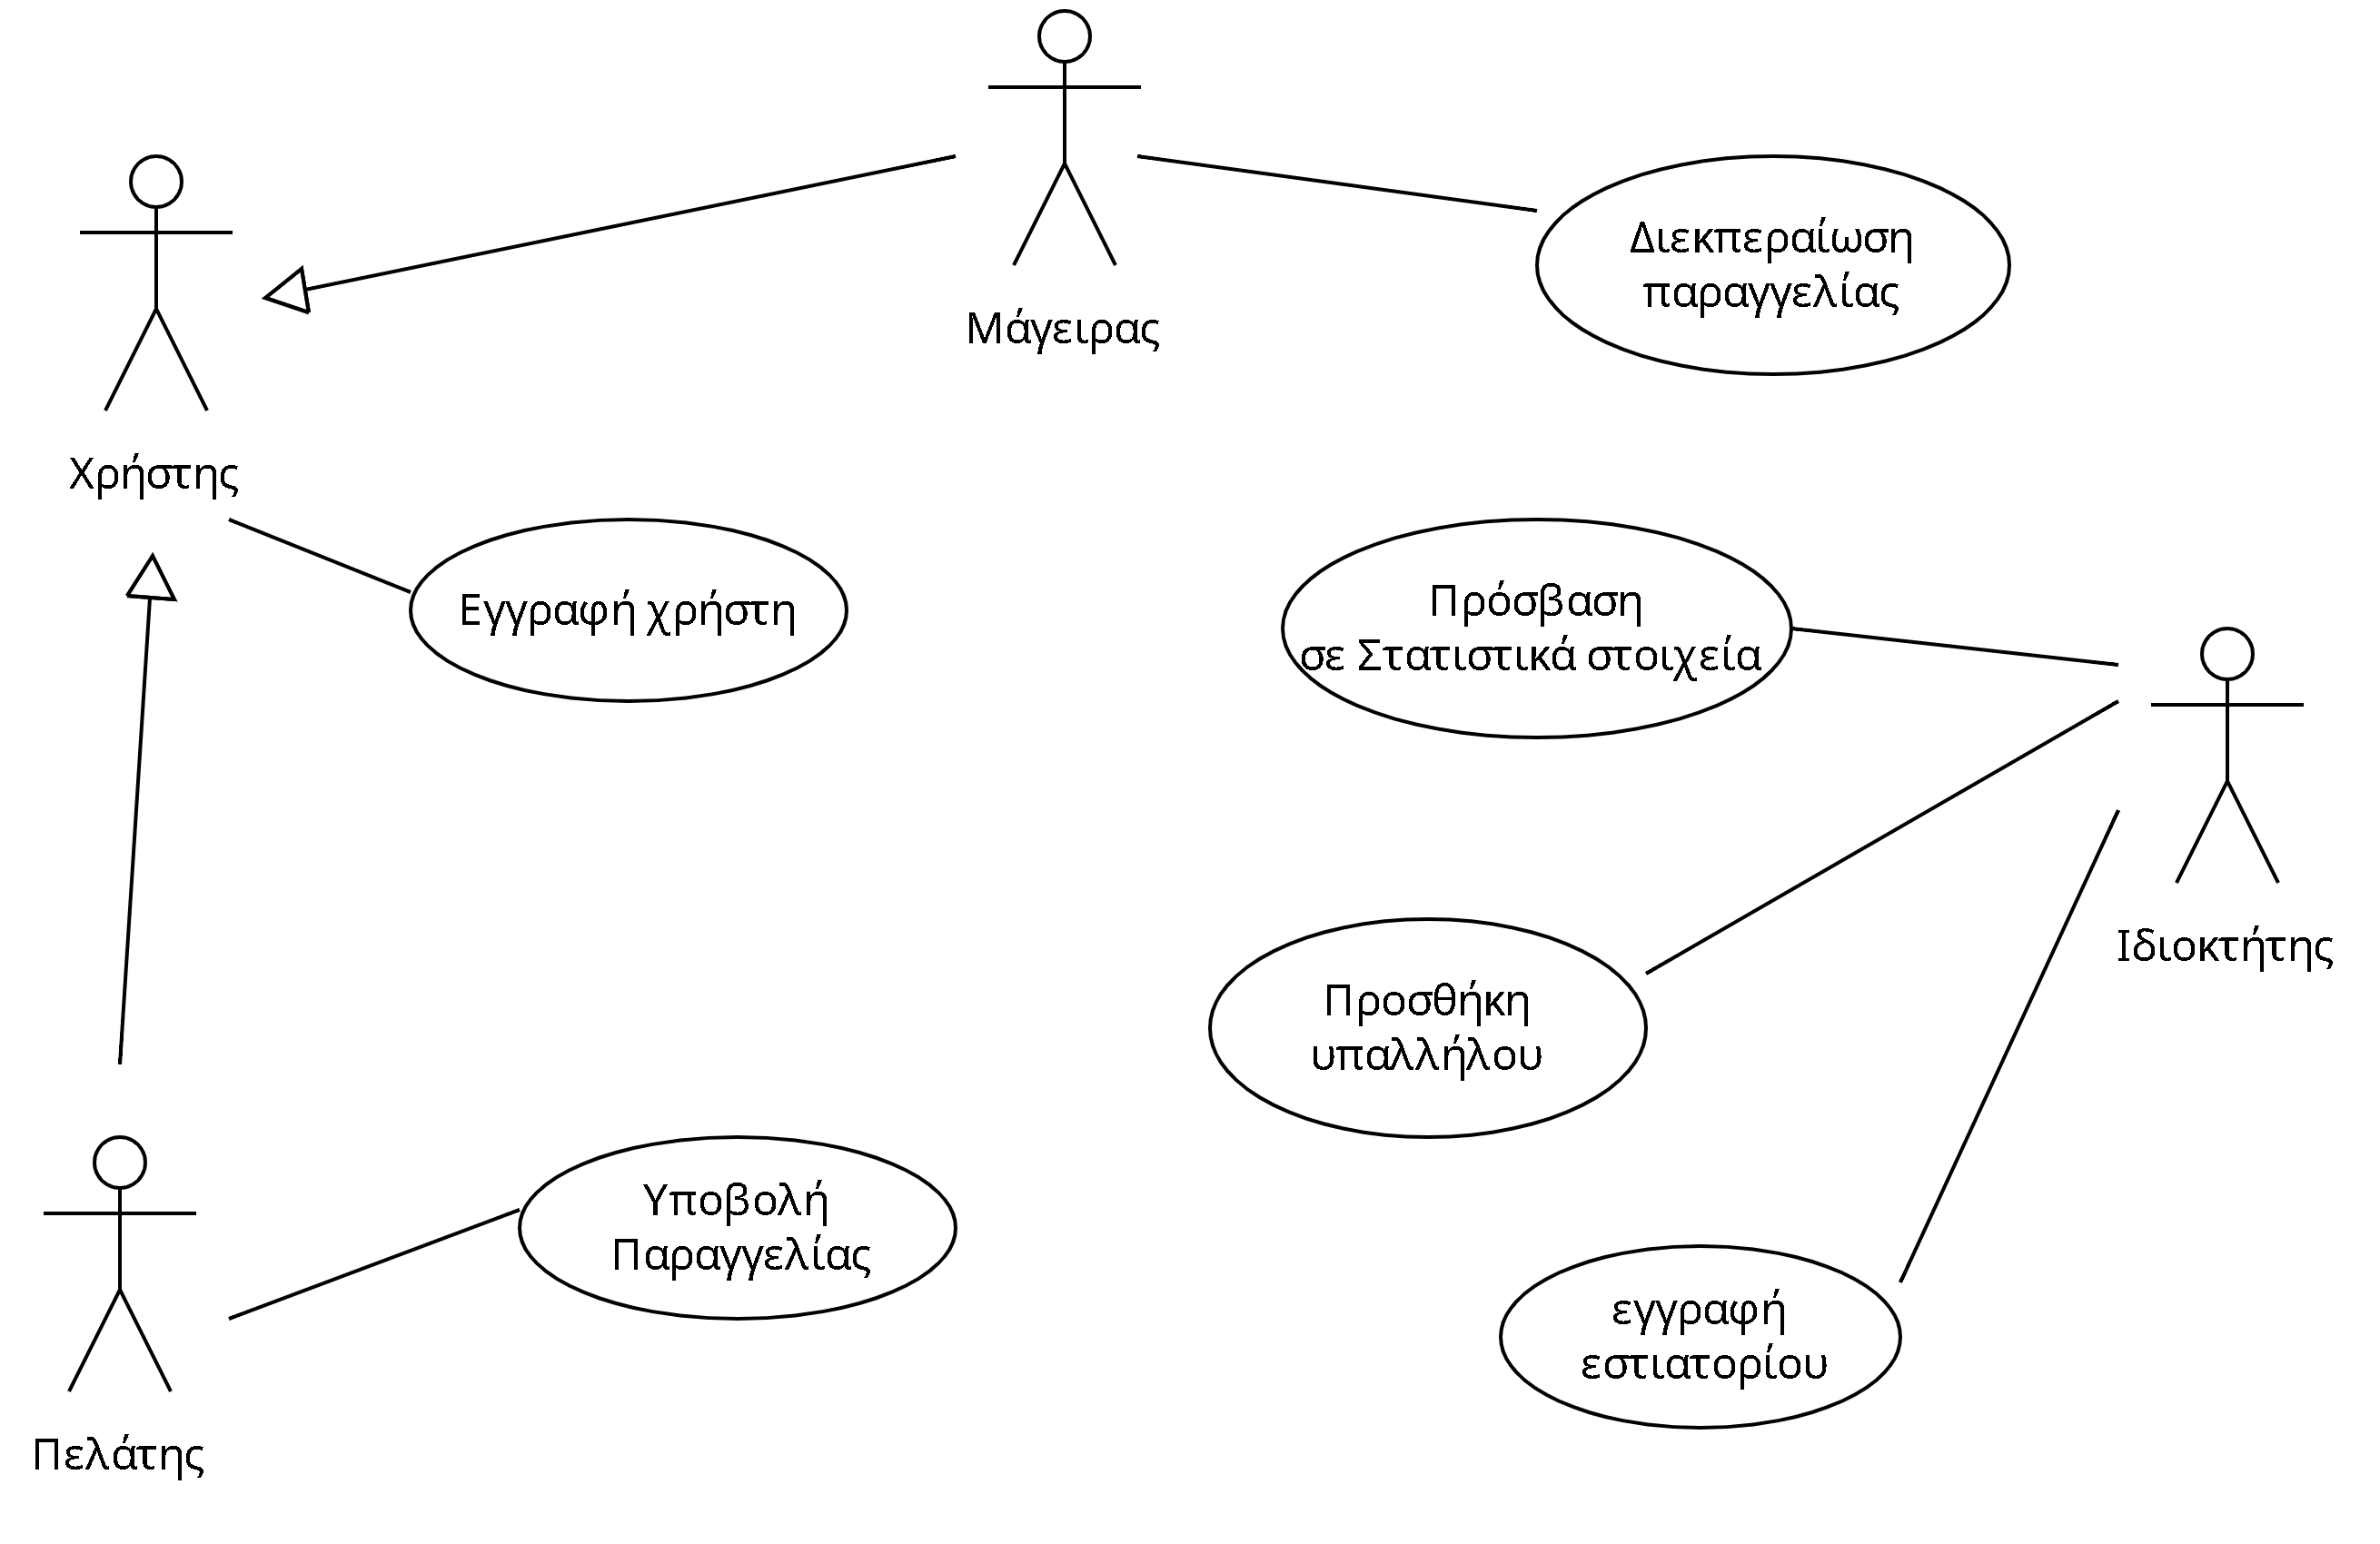 Μάγειρας
Διεκπεραίωση
παραγγελίας
Χρήστης
Εγγραφή χρήστη
Πρόσβαση
σε Στατιστικά στοιχεία
Ιδιοκτήτης
Προσθήκη
υπαλλήλου
Υποβολή
Παραγγελίας
εγγραφή
εστιατορίου
Πελάτης